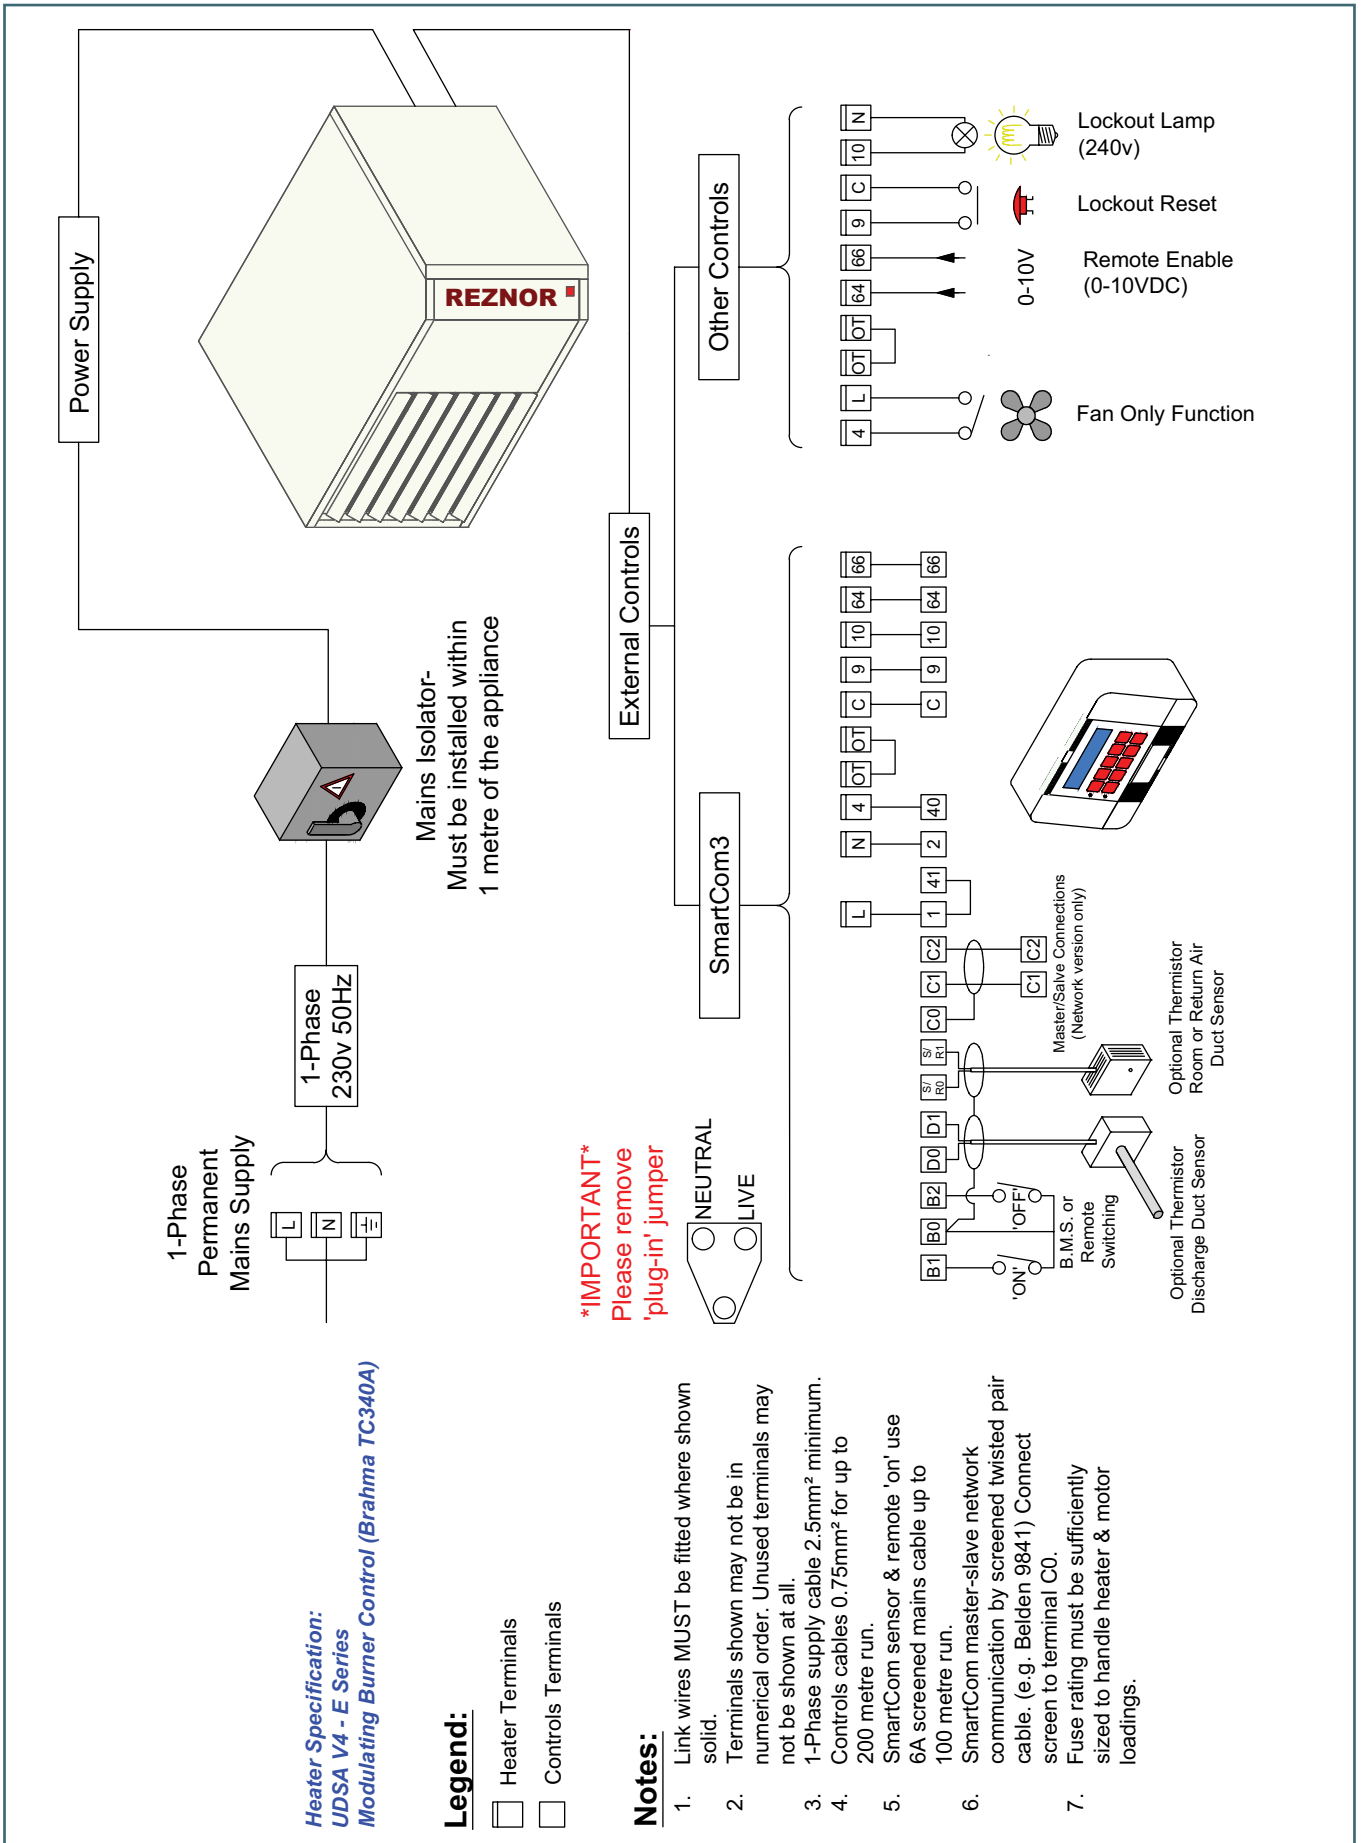 Heater Specification:
UDSA V4 - E Series
Modulating Burner Control (Brahma TC340A)
Legend:
Heater Terminals
Controls Terminals
Notes:
1. Link wires MUST be fitted where shown
solid.
2. Terminals shown may not be in
numerical order. Unused terminals may
not be shown at all.
3. 1-Phase supply cable 2.5mm² minimum.
4. Controls cables 0.75mm² for up to
200 metre run.
5. SmartCom sensor & remote 'on' use
6A screened mains cable up to
100 metre run.
6. SmartCom master-slave network
communication by screened twisted pair
cable. (e.g. Belden 9841) Connect
screen to terminal C0.
7. Fuse rating must be sufficiently
sized to handle heater & motor
loadings.
1-Phase
Permanent
Mains Supply
L
N
1-Phase
230v 50Hz
Mains Isolator-
Must be installed within
1 metre of the appliance
Power Supply
REZNOR
*IMPORTANT*
Please remove
'plug-in' jumper
NEUTRAL
LIVE
External Controls
SmartCom3
Other Controls
L N 4 OT OT C 9 10 64 66
B1 B0 B2 D0 D1 S/R0 S/R1 C0 C1 C2 1 41 2 40 C 9 10 64 66
'ON' 'OFF'
B.M.S. or
Remote
Switching
C1 C2
Master/Salve Connections
(Network version only)
Optional Thermistor
Discharge Duct Sensor
Optional Thermistor
Room or Return Air
Duct Sensor
4 L OT OT 64 66 9 C 10 N
0-10V
Fan Only Function
Remote Enable
(0-10VDC)
Lockout Reset
Lockout Lamp
(240v)